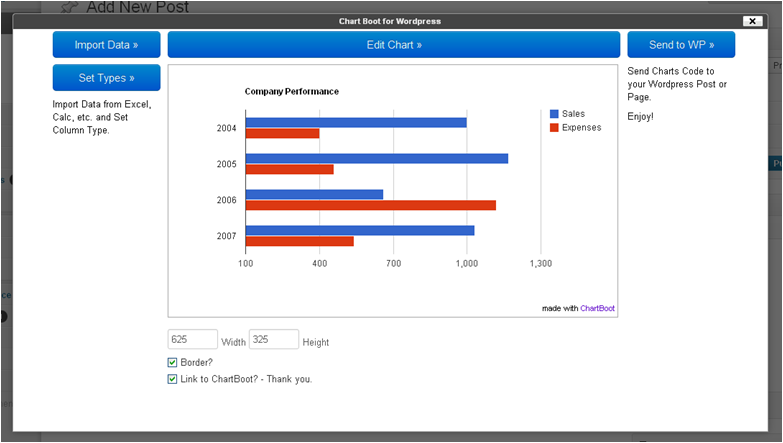 Add New Post
Chart Boot for Wordpress
Import Data »
Edit Chart »
Send to WP »
Set Types »
Import Data from Excel,
Calc, etc. and Set
Column Type.
Send Charts Code to
your Wordpress Post or
Page.
Enjoy!
Company Performance
Sales
Expenses
2004
2005
2006
2007
100 400 700 1,000 1,300
made with ChartBoot
625 Width 325 Height
Border?
Link to ChartBoot? - Thank you.